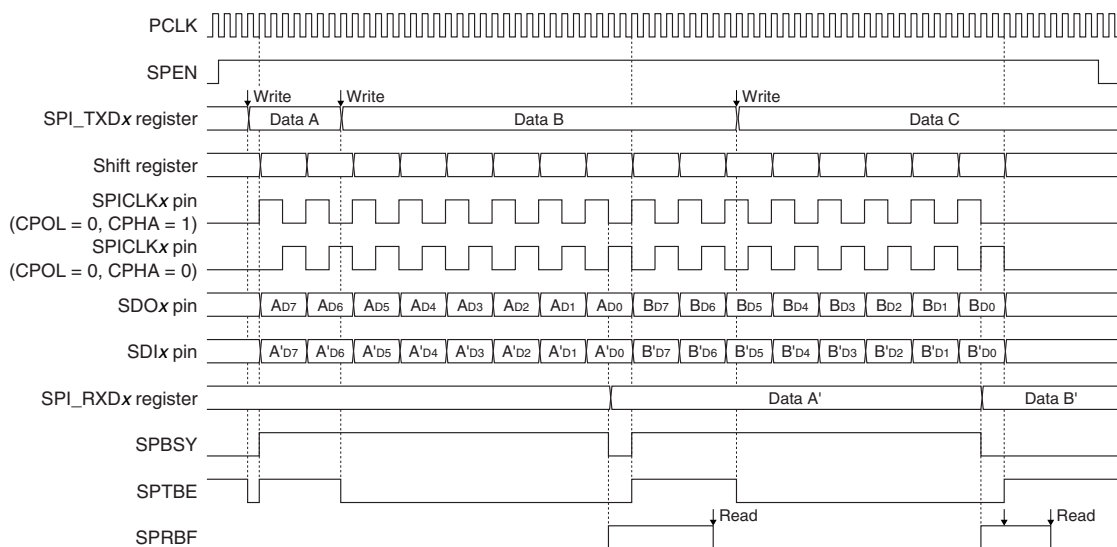 PCLK
SPEN
Write Write Write
SPI_TXDx register Data A Data B Data C
Shift register
SPICLKx pin
(CPOL = 0, CPHA = 1)
SPICLKx pin
(CPOL = 0, CPHA = 0)
SDOx pin AD7 AD6 AD5 AD4 AD3 AD2 AD1 AD0 BD7 BD6 BD5 BD4 BD3 BD2 BD1 BD0
SDIx pin A'D7 A'D6 A'D5 A'D4 A'D3 A'D2 A'D1 A'D0 B'D7 B'D6 B'D5 B'D4 B'D3 B'D2 B'D1 B'D0
SPI_RXDx register Data A' Data B'
SPBSY
SPTBE
Read Read
SPRBF